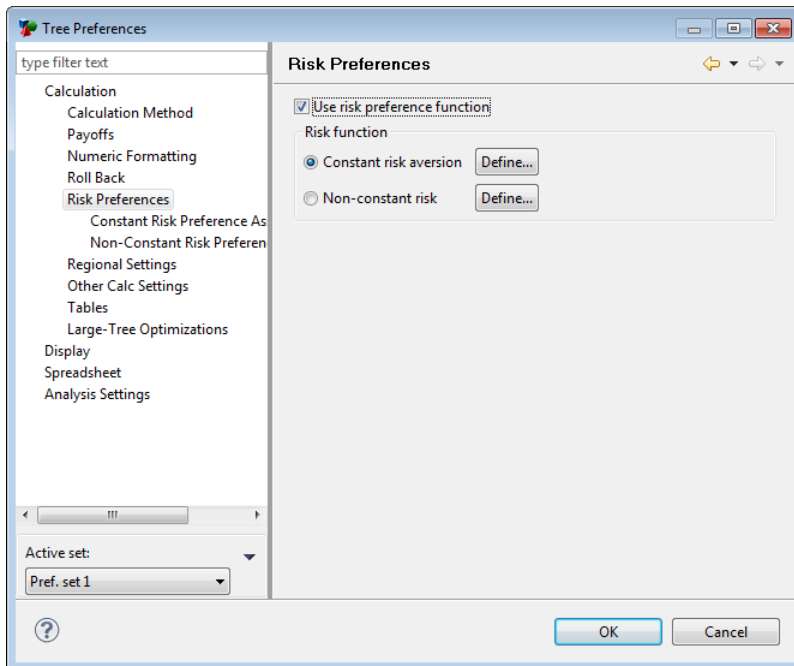 Tree Preferences
type filter text
Calculation
Calculation Method
Payoffs
Numeric Formatting
Roll Back
Risk Preferences
Constant Risk Preference As
Non-Constant Risk Preferen
Regional Settings
Other Calc Settings
Tables
Large-Tree Optimizations
Display
Spreadsheet
Analysis Settings
Active set:
Pref. set 1
Risk Preferences
Use risk preference function
Risk function
Constant risk aversion Define...
Non-constant risk Define...
? OK Cancel